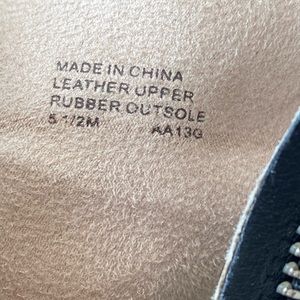 MADE IN CHINA
LEATHER UPPER
RUBBER OUTSOLE
5 1/2M AA13G